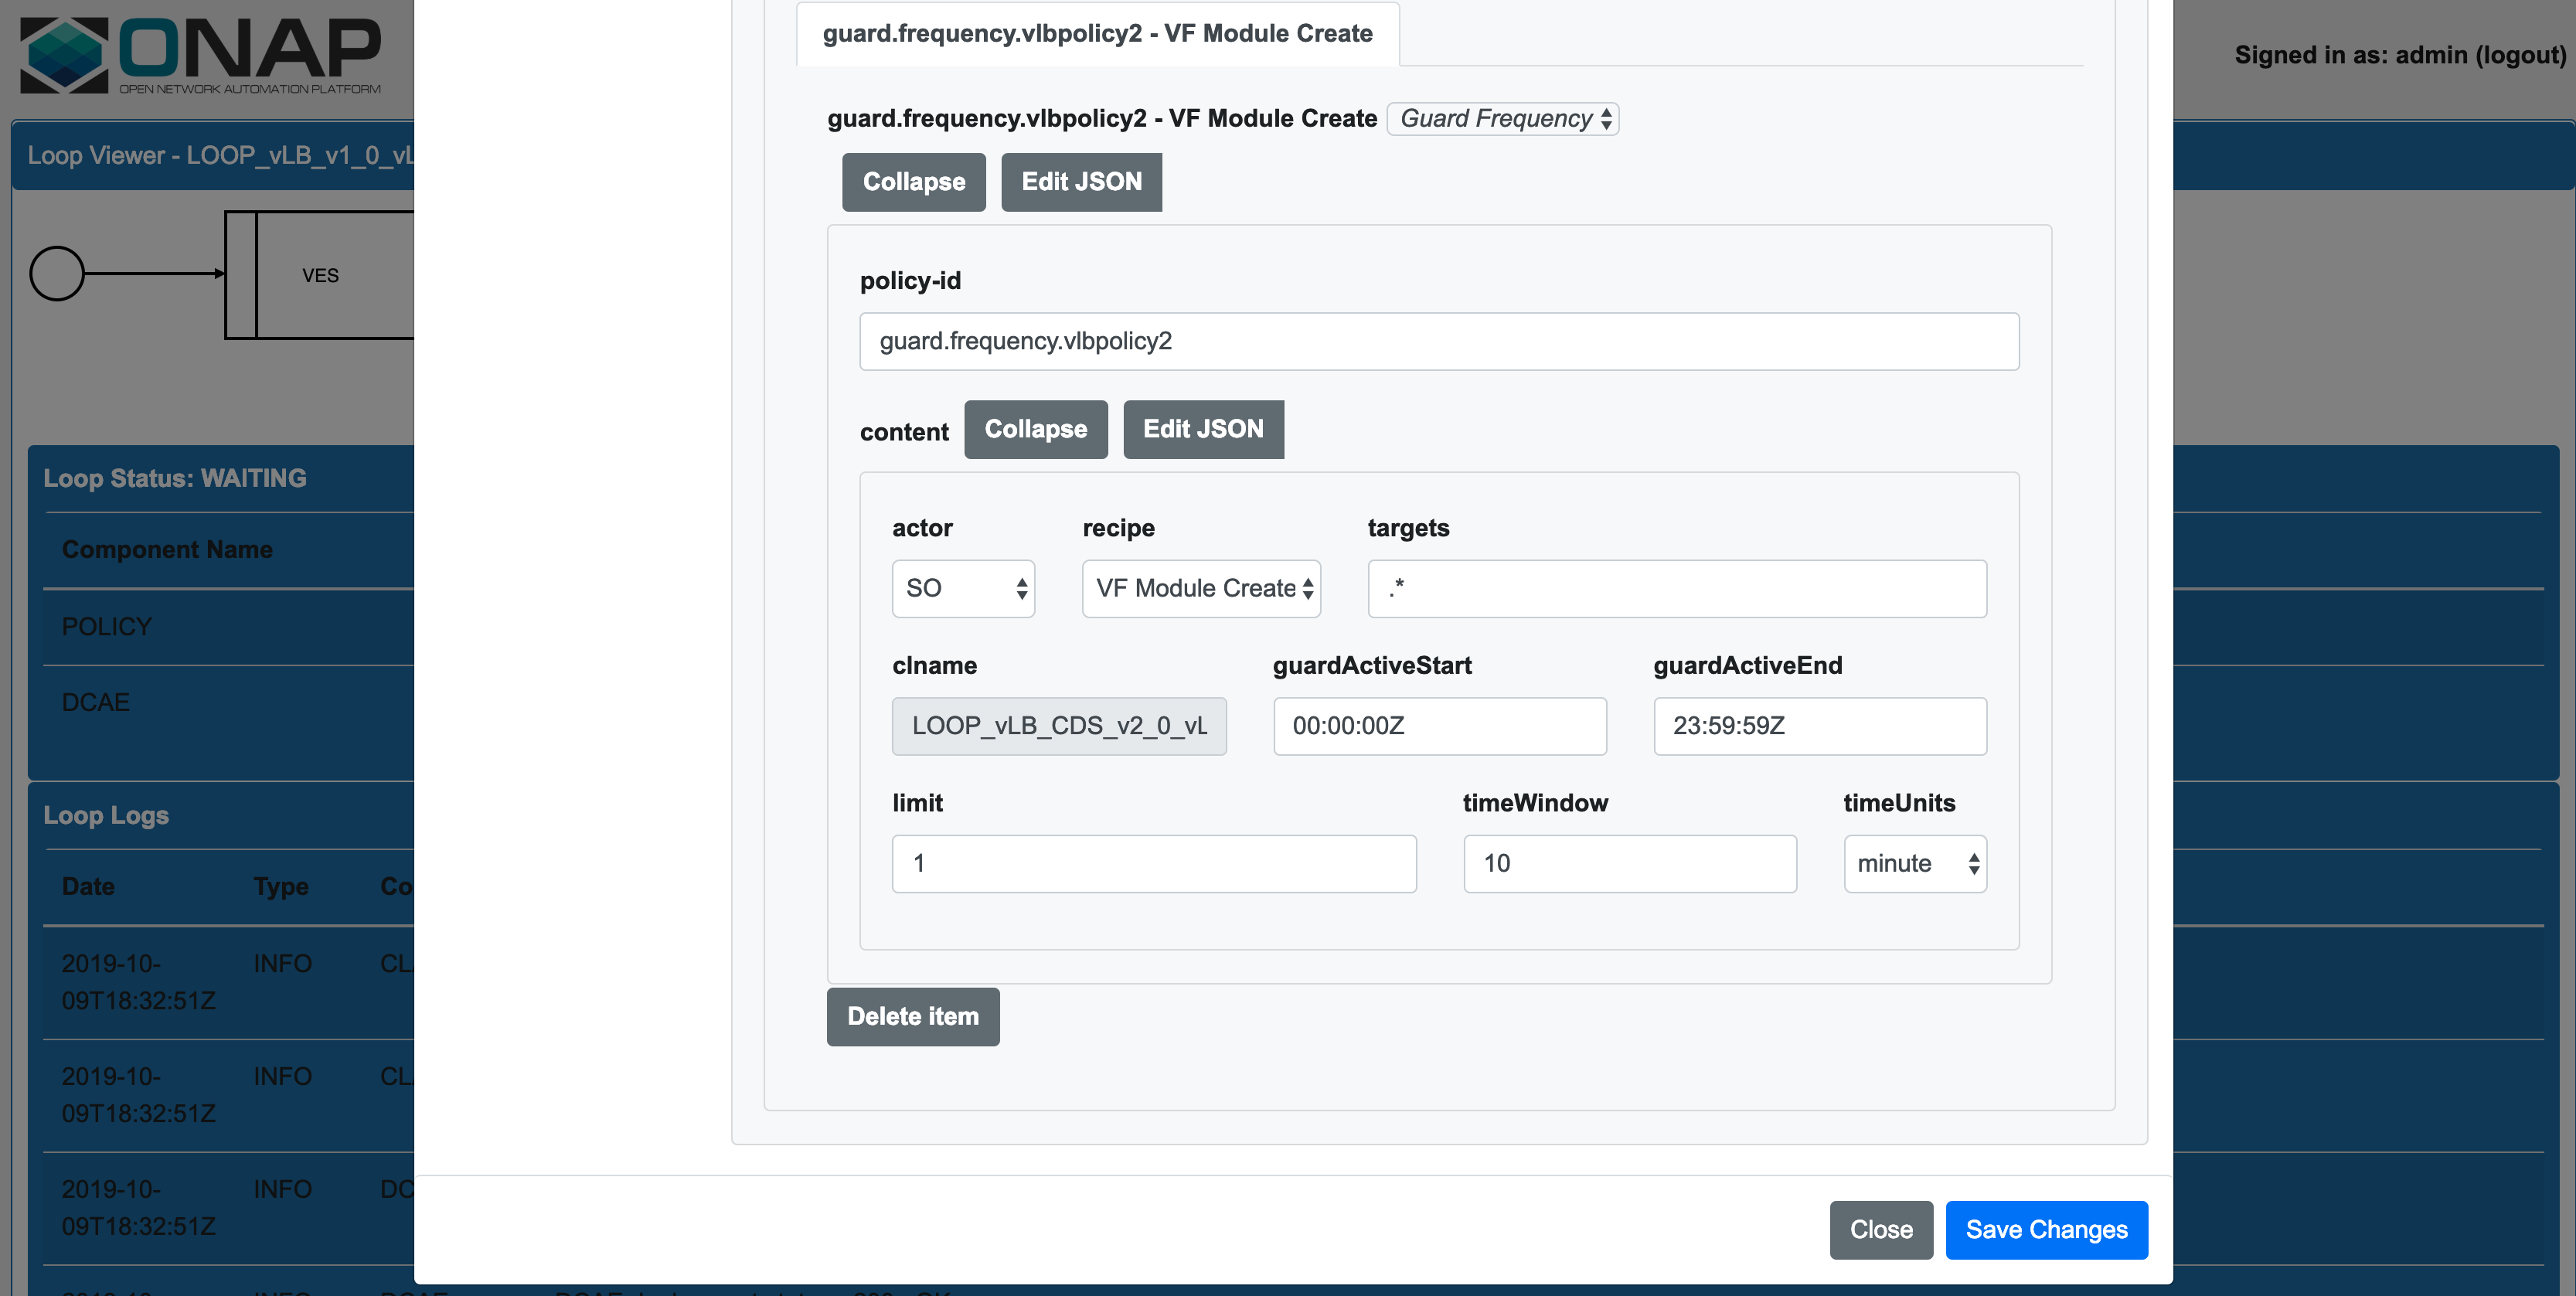 ONAP
OPEN NETWORK AUTOMATION PLATFORM
Signed in as: admin (logout)
Loop Viewer - LOOP_vLB_v1_0_vL
VES
Loop Status: WAITING
Component Name
POLICY
DCAE
Loop Logs
Date Type Co
2019-10-09T18:32:51Z INFO CL
2019-10-09T18:32:51Z INFO CL
2019-10-09T18:32:51Z INFO DC
guard.frequency.vlbpolicy2 - VF Module Create
guard.frequency.vlbpolicy2 - VF Module Create Guard Frequency
Collapse Edit JSON
policy-id
guard.frequency.vlbpolicy2
content Collapse Edit JSON
actor recipe targets
SO VF Module Create .*
clname guardActiveStart guardActiveEnd
LOOP_vLB_CDS_v2_0_vL 00:00:00Z 23:59:59Z
limit timeWindow timeUnits
1 10 minute
Delete item
Close Save Changes